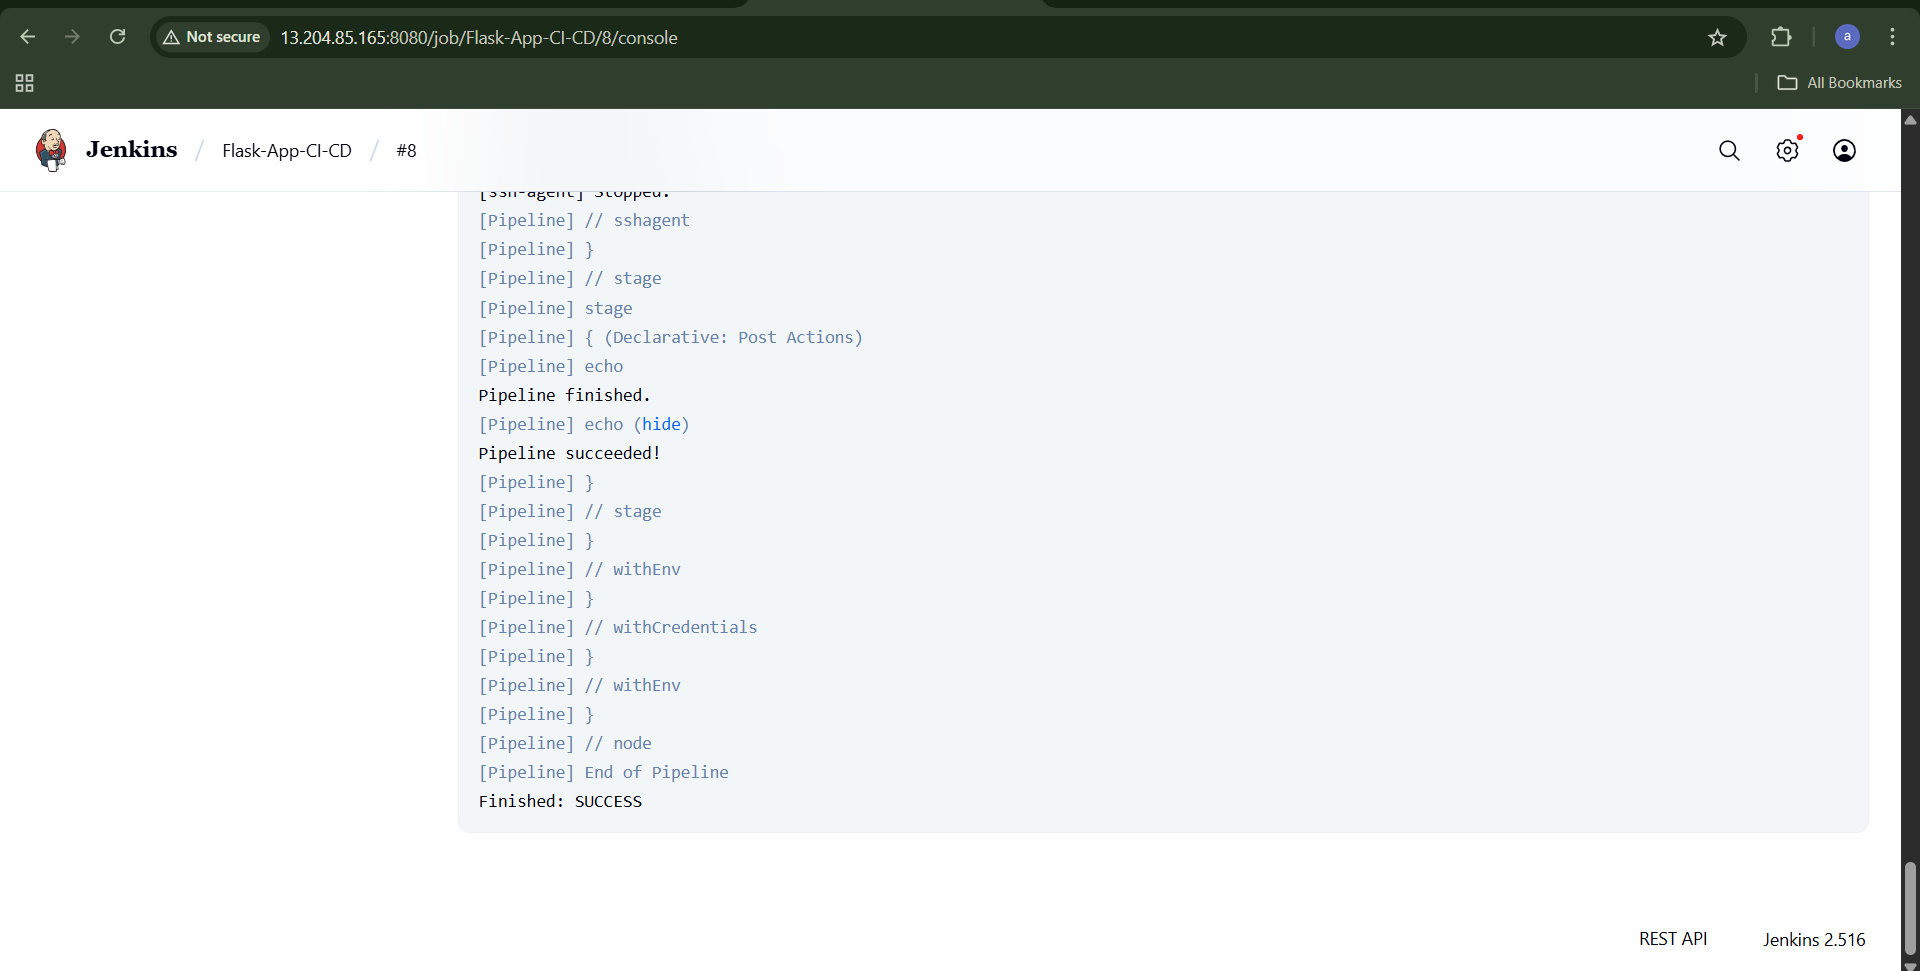 Not secure 13.204.85.165:8080/job/Flask-App-CI-CD/8/console a
All Bookmarks
Jenkins / Flask-App-CI-CD / #8
[ssh-agent] Stopped.
[Pipeline] // sshagent
[Pipeline] }
[Pipeline] // stage
[Pipeline] stage
[Pipeline] { (Declarative: Post Actions)
[Pipeline] echo
Pipeline finished.
[Pipeline] echo (hide)
Pipeline succeeded!
[Pipeline] }
[Pipeline] // stage
[Pipeline] }
[Pipeline] // withEnv
[Pipeline] }
[Pipeline] // withCredentials
[Pipeline] }
[Pipeline] // withEnv
[Pipeline] }
[Pipeline] // node
[Pipeline] End of Pipeline
Finished: SUCCESS
REST API Jenkins 2.516